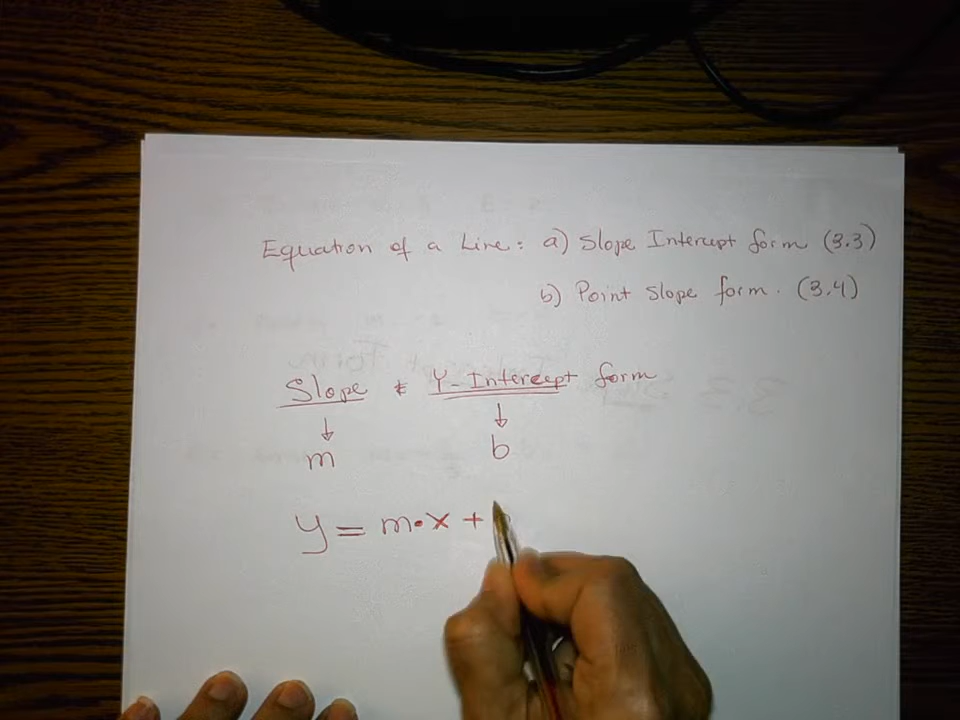 Equation of a Line: a) Slope Intercept form (3.3)
b) Point Slope form. (3.4)
Slope & Y-Intercept form
↓ ↓
m b
y = m·x +